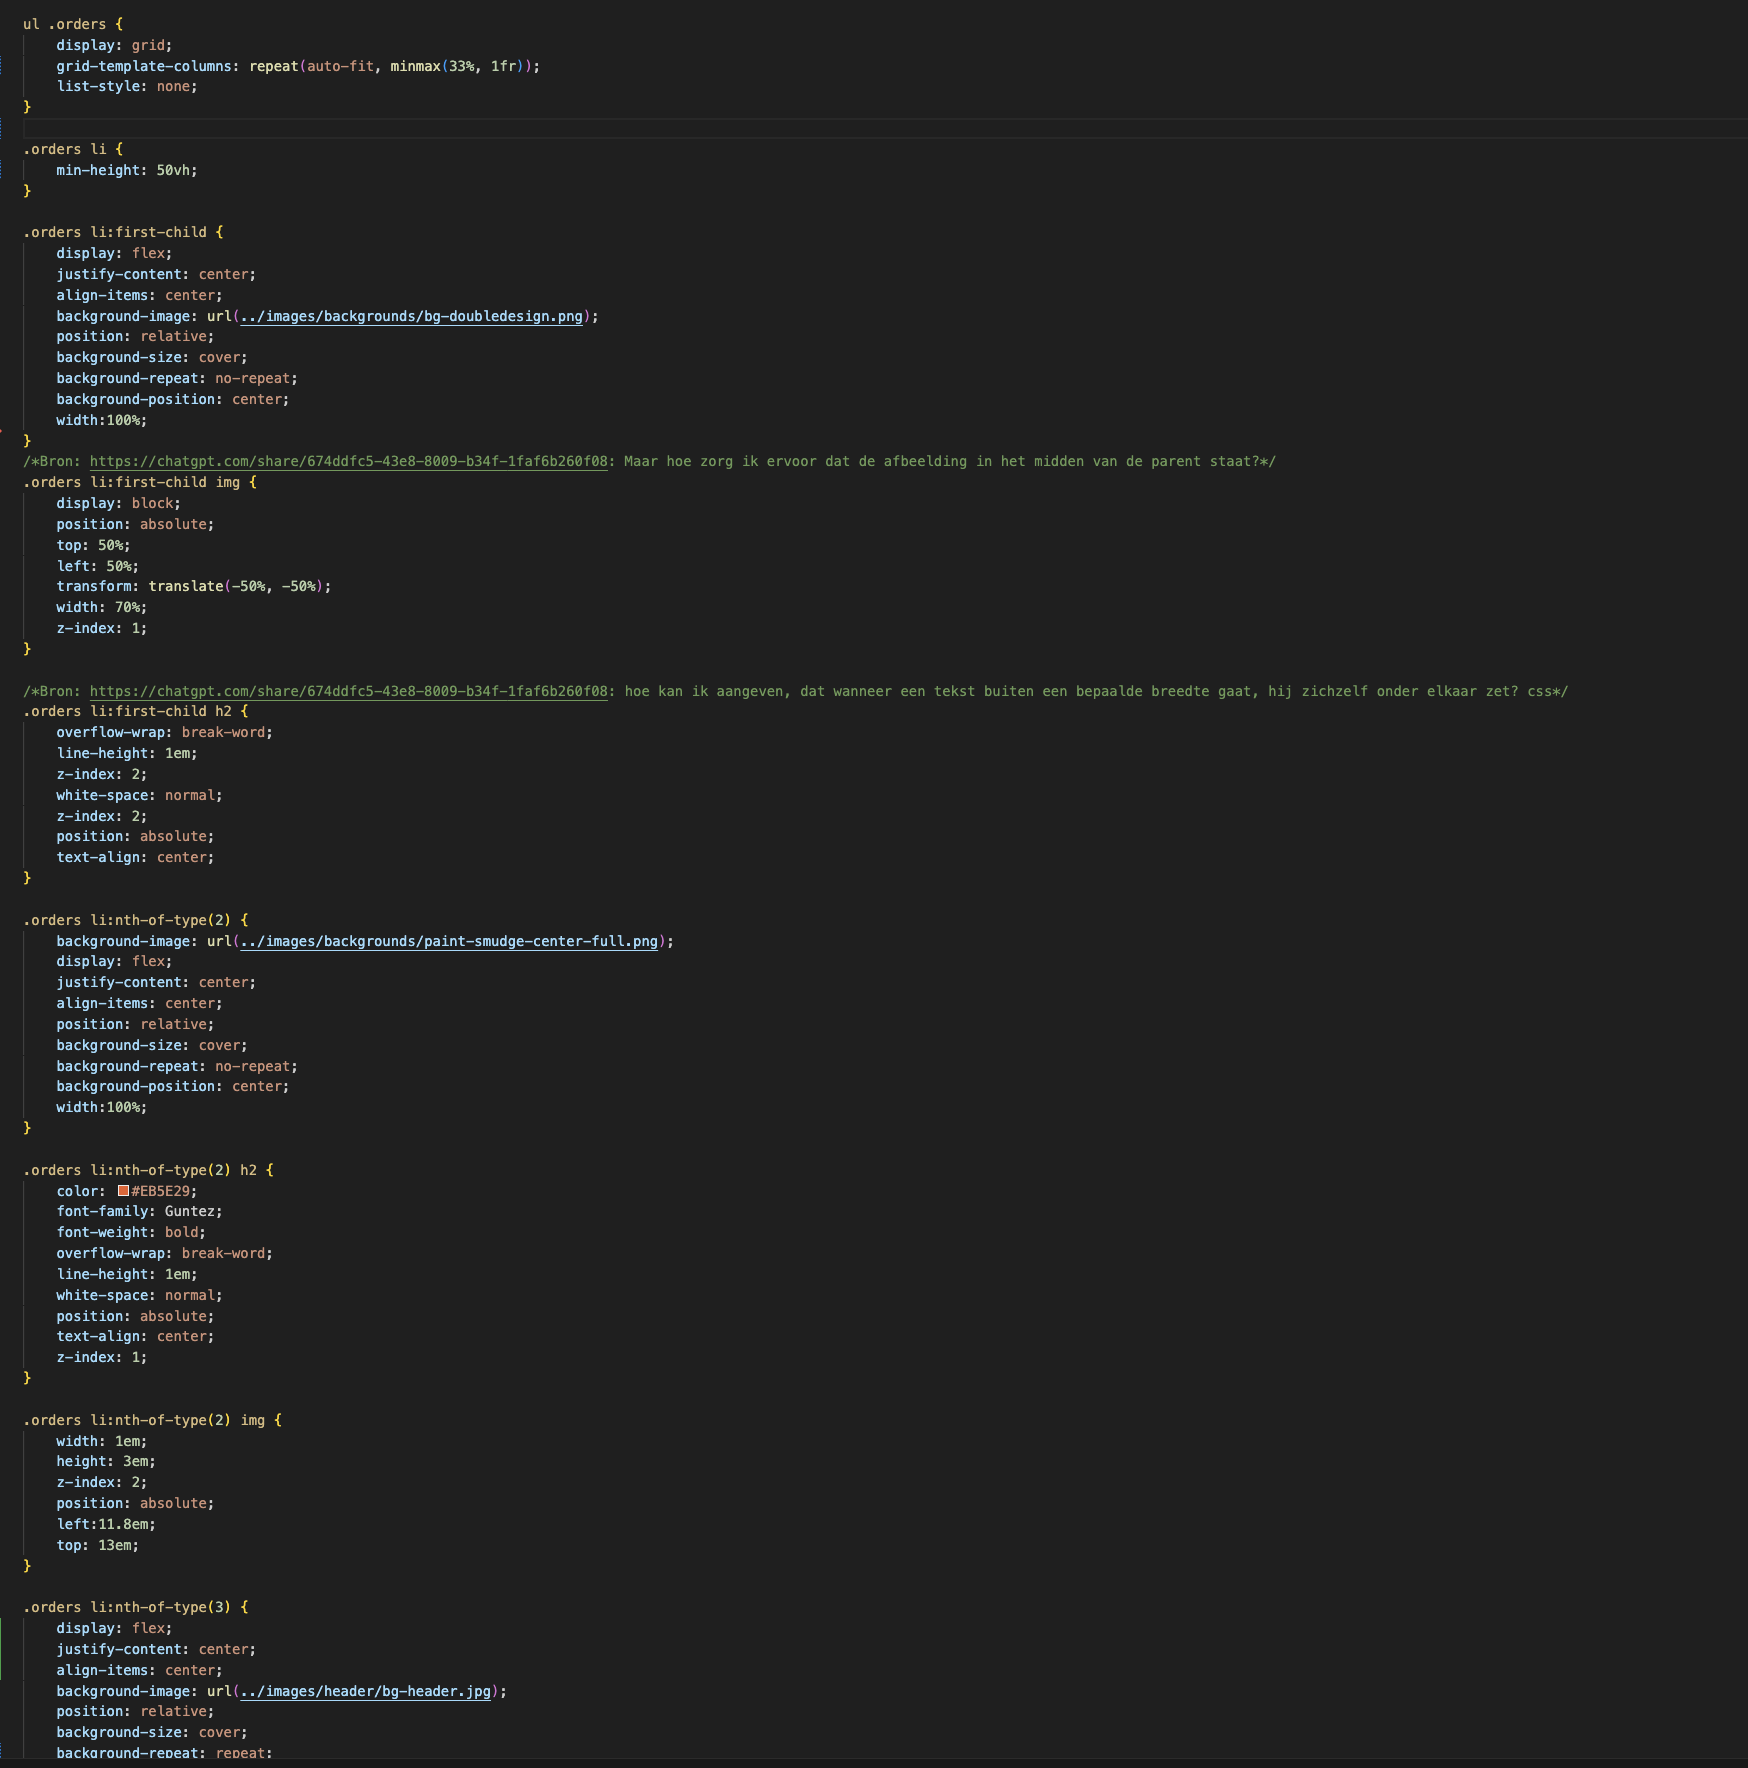 ul .orders {
    display: grid;
    grid-template-columns: repeat(auto-fit, minmax(33%, 1fr));
    list-style: none;
}

.orders li {
    min-height: 50vh;
}

.orders li:first-child {
    display: flex;
    justify-content: center;
    align-items: center;
    background-image: url(../images/backgrounds/bg-doubledesign.png);
    position: relative;
    background-size: cover;
    background-repeat: no-repeat;
    background-position: center;
    width:100%;
}
/*Bron: https://chatgpt.com/share/674ddfc5-43e8-8009-b34f-1faf6b260f08: Maar hoe zorg ik ervoor dat de afbeelding in het midden van de parent staat?*/
.orders li:first-child img {
    display: block;
    position: absolute;
    top: 50%;
    left: 50%;
    transform: translate(-50%, -50%);
    width: 70%;
    z-index: 1;
}

/*Bron: https://chatgpt.com/share/674ddfc5-43e8-8009-b34f-1faf6b260f08: hoe kan ik aangeven, dat wanneer een tekst buiten een bepaalde breedte gaat, hij zichzelf onder elkaar zet? css*/
.orders li:first-child h2 {
    overflow-wrap: break-word;
    line-height: 1em;
    z-index: 2;
    white-space: normal;
    z-index: 2;
    position: absolute;
    text-align: center;
}

.orders li:nth-of-type(2) {
    background-image: url(../images/backgrounds/paint-smudge-center-full.png);
    display: flex;
    justify-content: center;
    align-items: center;
    position: relative;
    background-size: cover;
    background-repeat: no-repeat;
    background-position: center;
    width:100%;
}

.orders li:nth-of-type(2) h2 {
    color: #EB5E29;
    font-family: Guntez;
    font-weight: bold;
    overflow-wrap: break-word;
    line-height: 1em;
    white-space: normal;
    position: absolute;
    text-align: center;
    z-index: 1;
}

.orders li:nth-of-type(2) img {
    width: 1em;
    height: 3em;
    z-index: 2;
    position: absolute;
    left:11.8em;
    top: 13em;
}

.orders li:nth-of-type(3) {
    display: flex;
    justify-content: center;
    align-items: center;
    background-image: url(../images/header/bg-header.jpg);
    position: relative;
    background-size: cover;
    background-repeat: repeat;